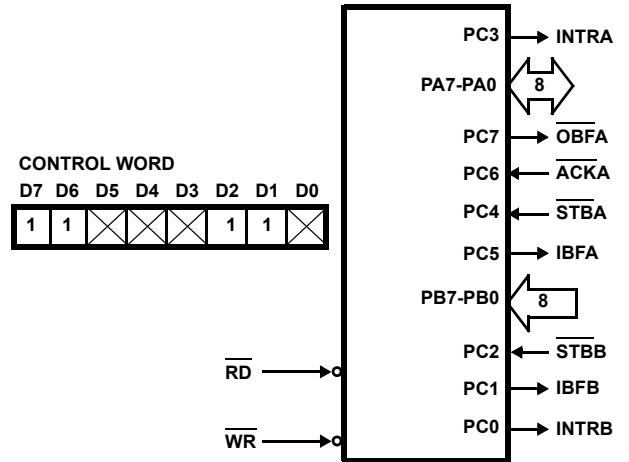 PC3 INTRA
PA7-PA0 8
PC7 OBFA
CONTROL WORD
PC6 ACKA
D7 D6 D5 D4 D3 D2 D1 D0
PC4 STBA
1 1 1 1
PC5 IBFA
PB7-PB0 8
PC2 STBB
RD
PC1 IBFB
PC0 INTRB
WR